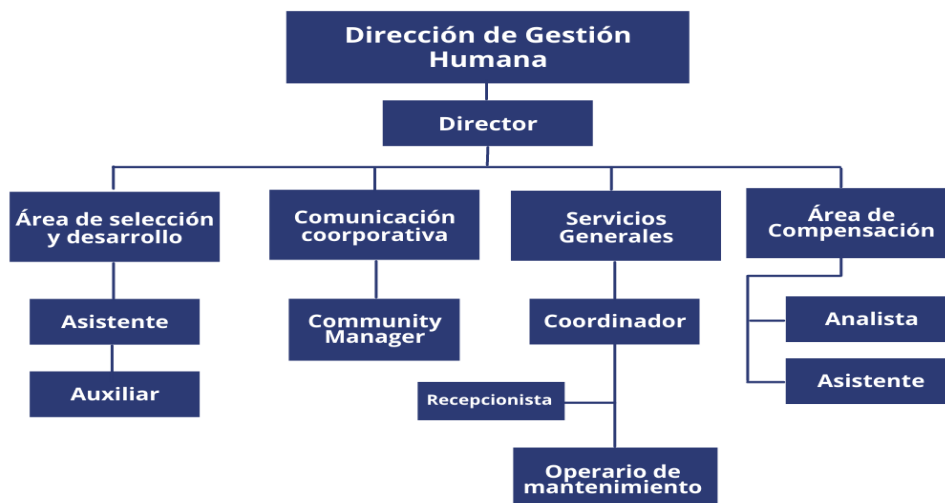 Dirección de Gestión
Humana
Director
Área de selección
y desarrollo
Comunicación
coorporativa
Servicios
Generales
Área de
Compensación
Asistente
Community
Manager
Coordinador
Analista
Auxiliar
Recepcionista
Asistente
Operario de
mantenimiento